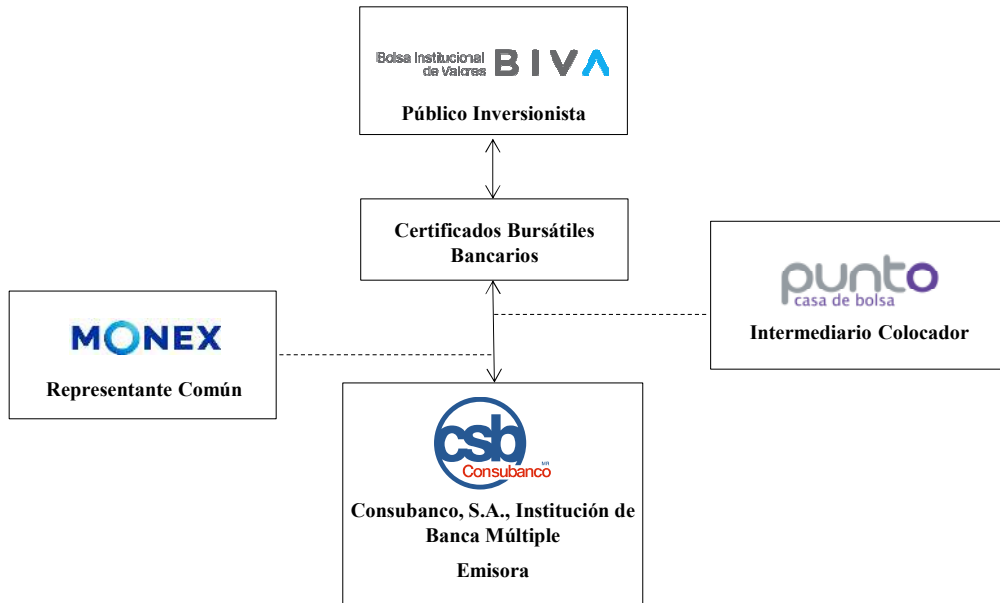 Bolsa Institucional
de Valores
BIVA
Público Inversionista
Certificados Bursátiles
Bancarios
punto
casa de bolsa
Intermediario Colocador
MONEX
Representante Común
csb
Consubanco
MR
Consubanco, S.A., Institución de
Banca Múltiple
Emisora